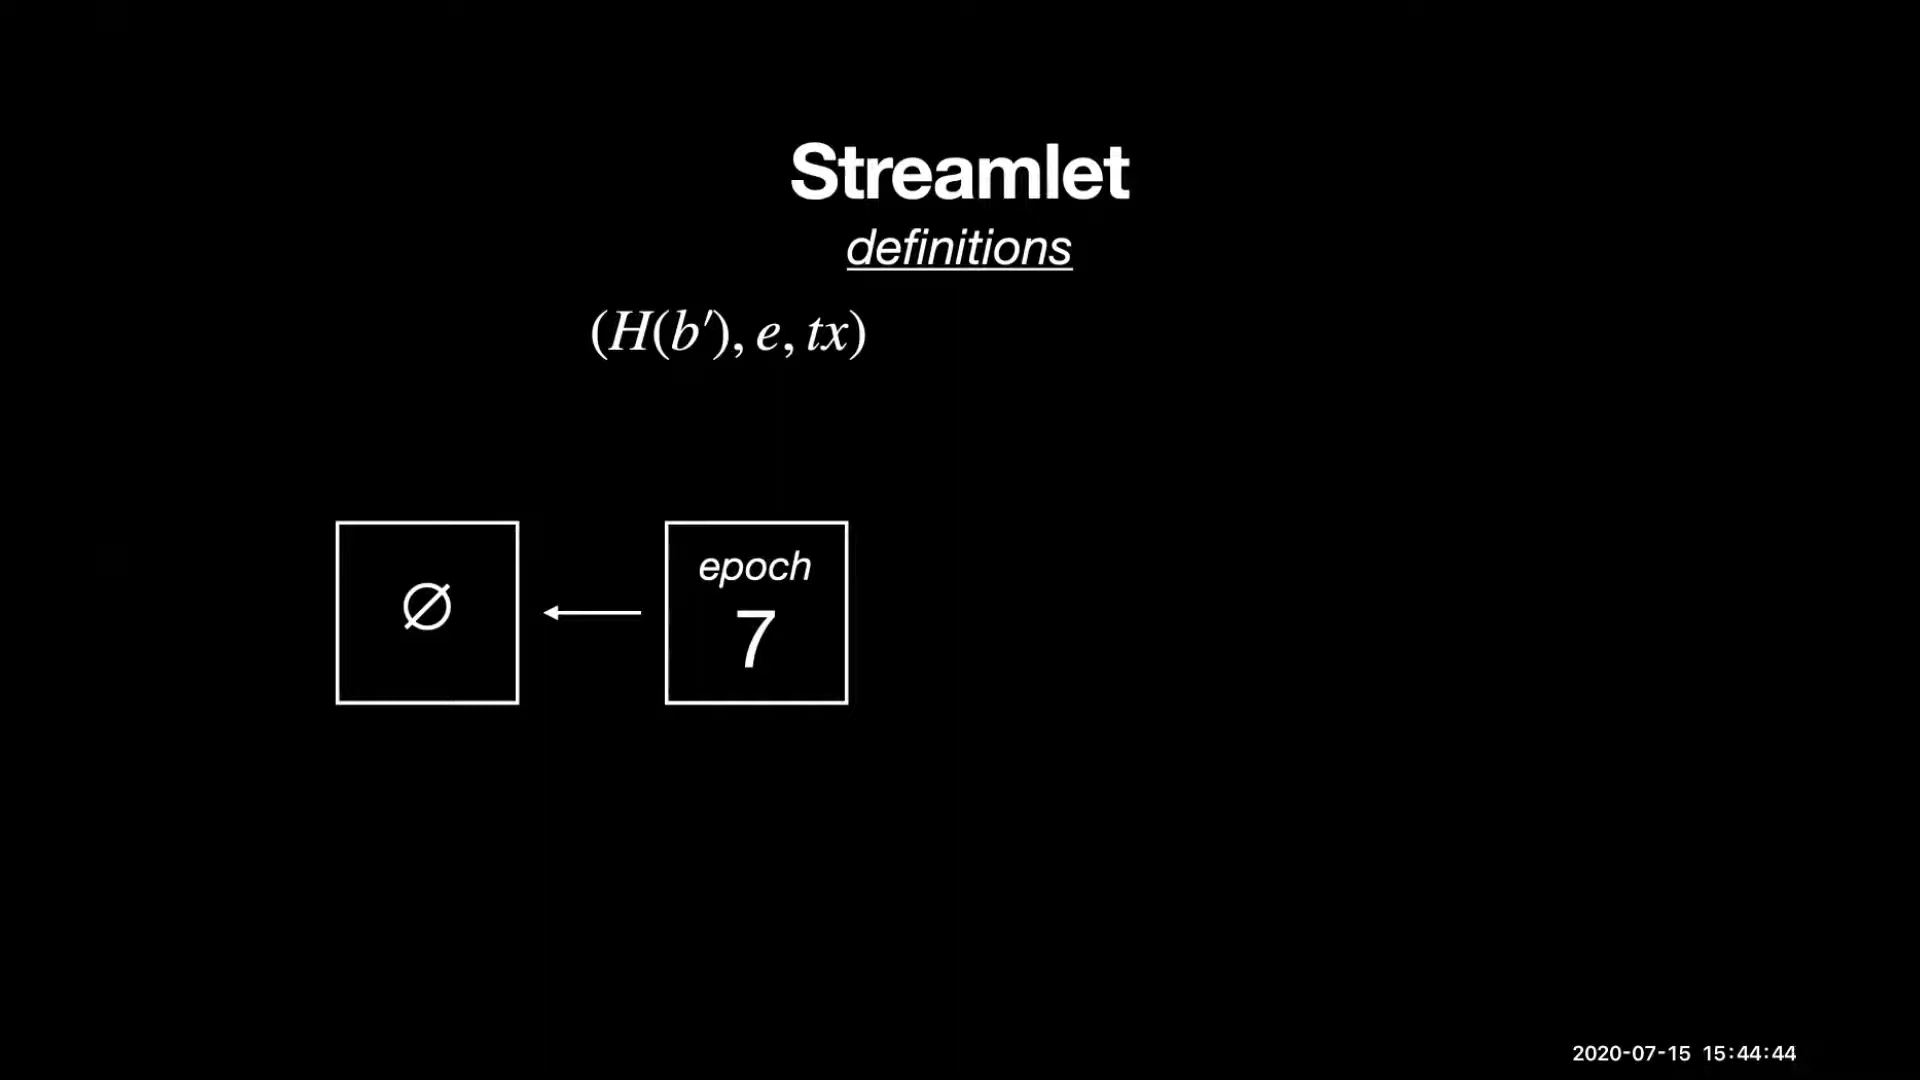 Streamlet
definitions
(H(b′), e, tx)
∅
epoch
7
2020-07-15 15:44:44